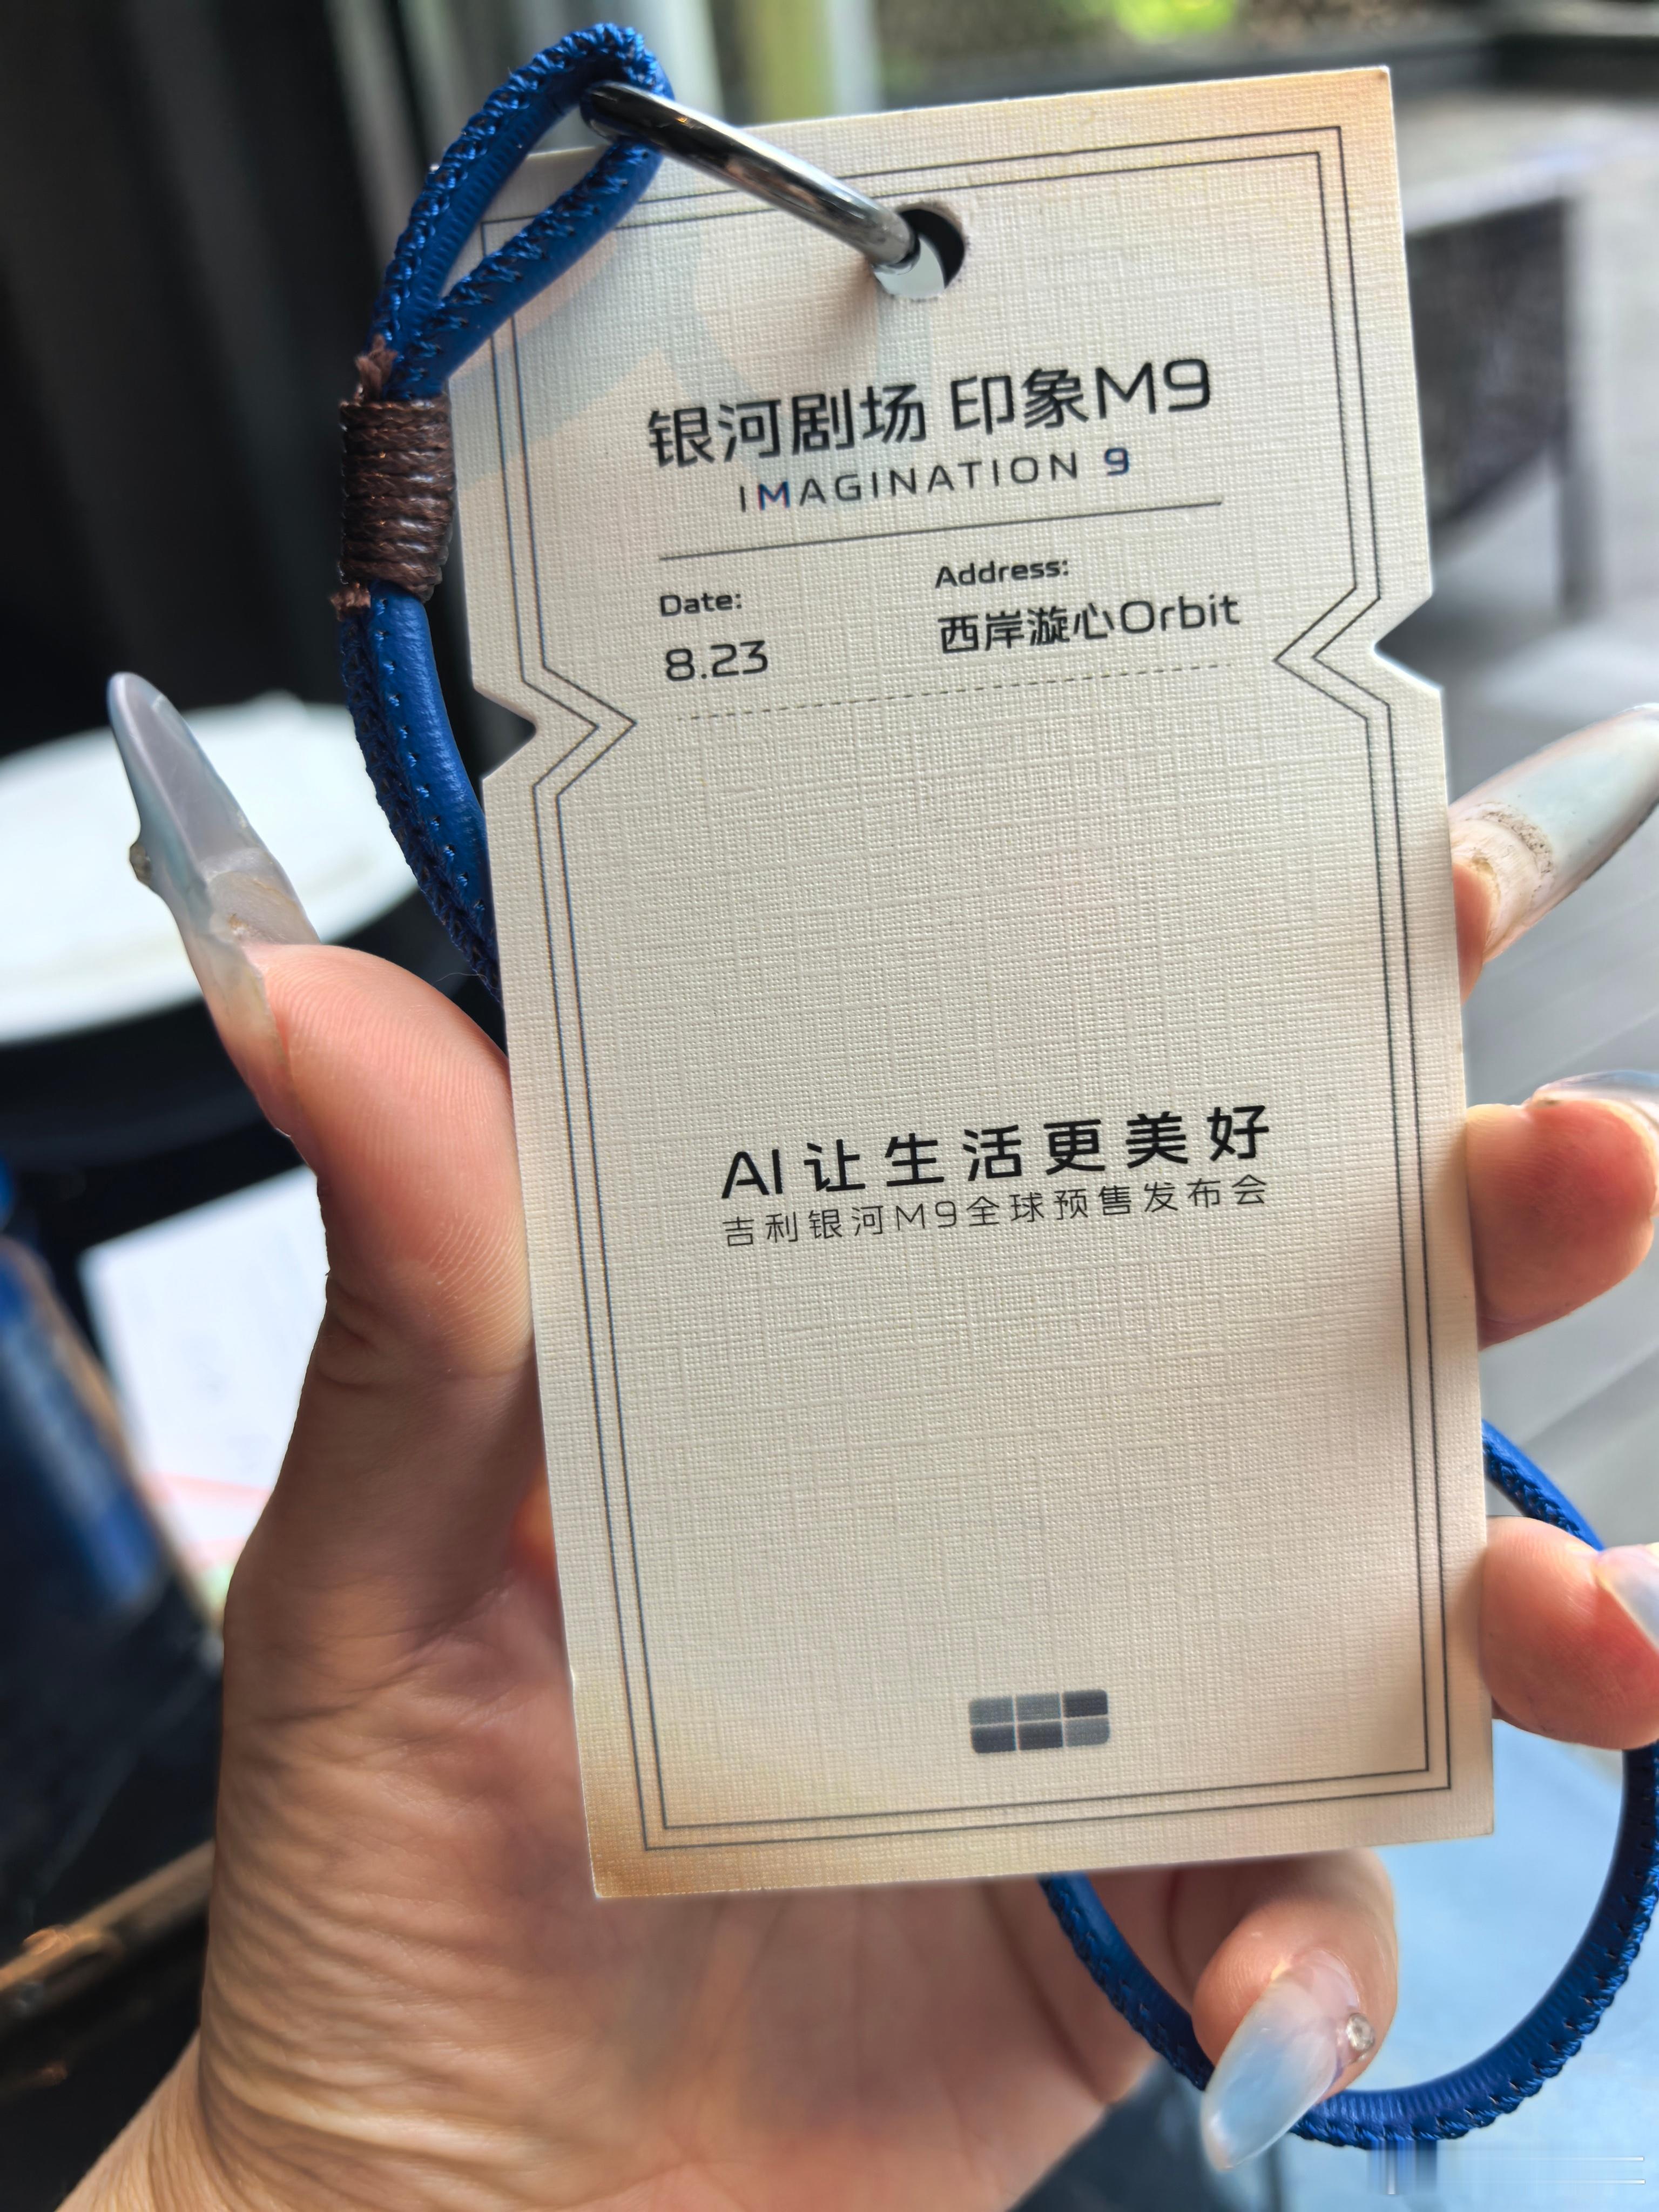 银河剧场 印象M9
IMAGINATION 9
Date:
8.23
Address:
西岸漩心Orbit
AI让生活更美好
吉利银河M9全球预售发布会